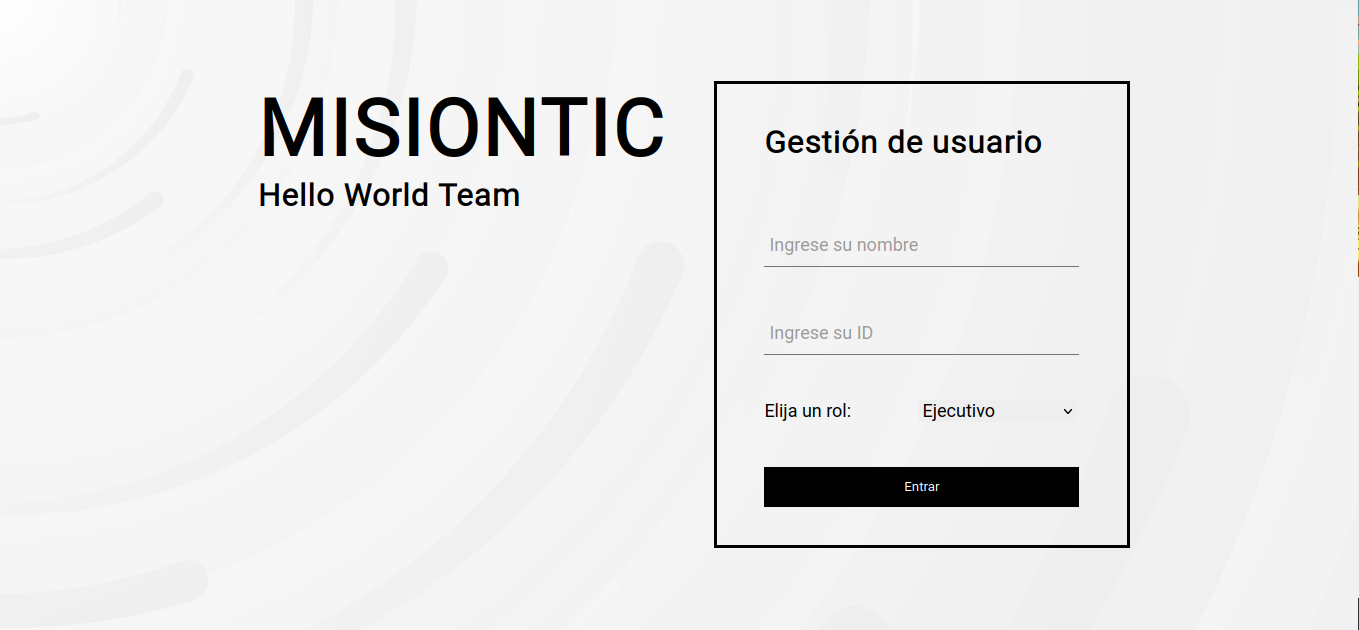 MISIONTIC
Hello World Team
Gestión de usuario
Ingrese su nombre
Ingrese su ID
Elija un rol: Ejecutivo
Entrar